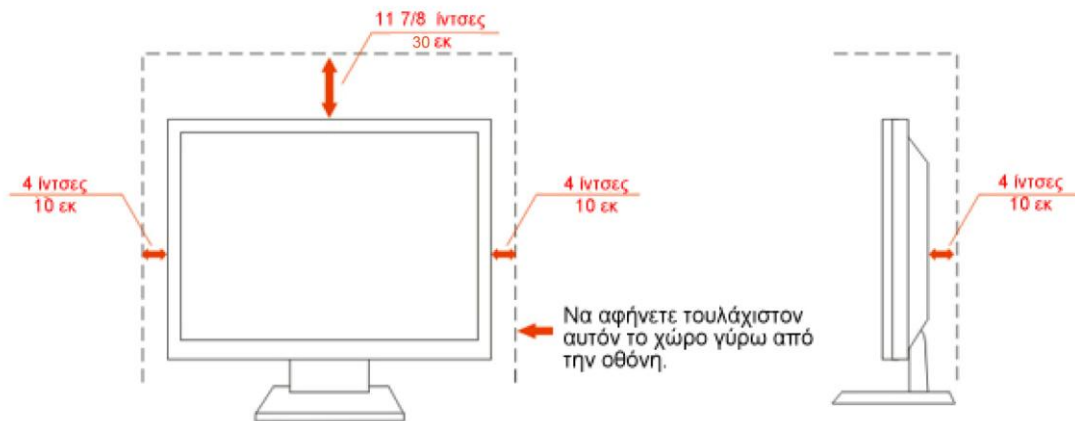 11 7/8 ίντσες
30 εκ
4 ίντσες
10 εκ
4 ίντσες
10 εκ
4 ίντσες
10 εκ
Να αφήνετε τουλάχιστον
αυτόν το χώρο γύρω από
την οθόνη.